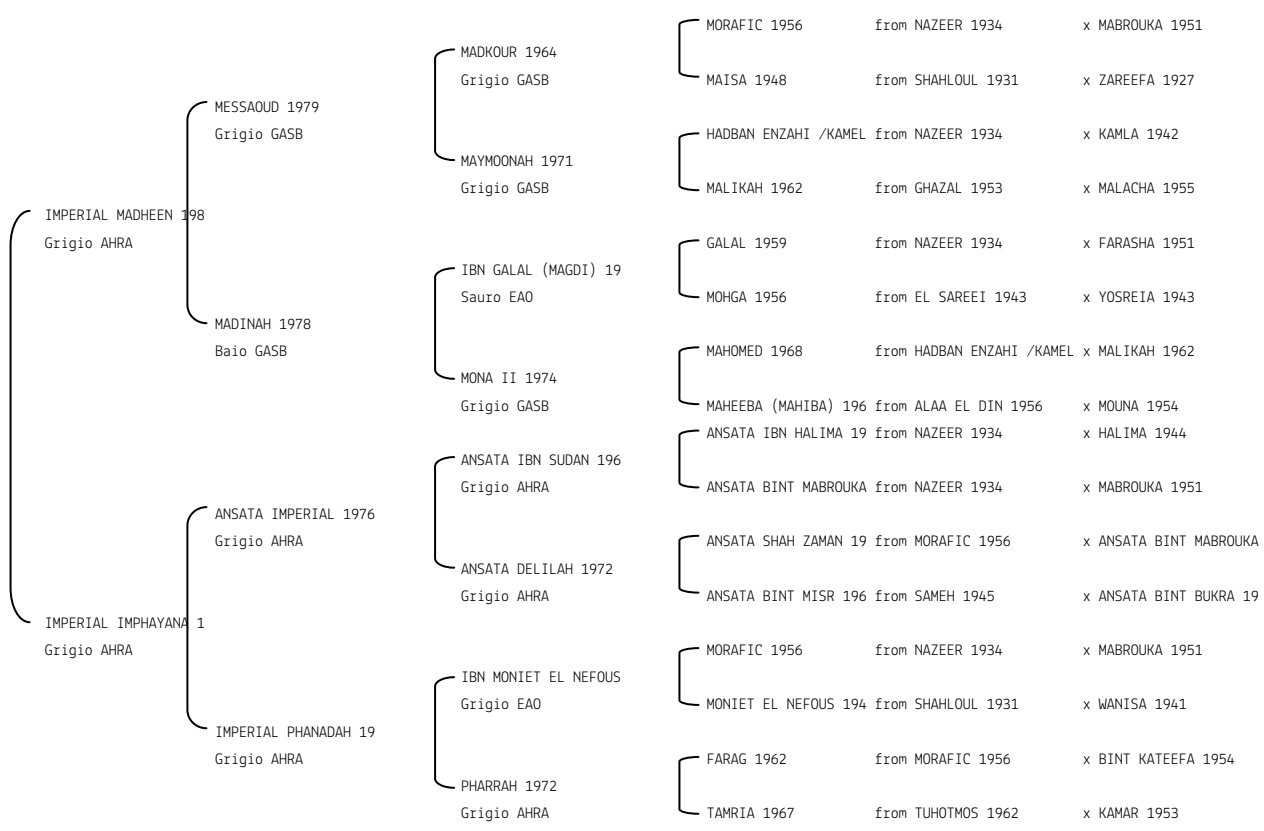 MORAFIC 1956 from NAZEER 1934 x MABROUKA 1951
MADKOUR 1964
Grigio GASB MAISA 1948 from SHAHLOUL 1931 x ZAREEFA 1927
MESSAOUD 1979
Grigio GASB HADBAN ENZAHI /KAMEL from NAZEER 1934 x KAMLA 1942
MAYMOONAH 1971
Grigio GASB MALIKAH 1962 from GHAZAL 1953 x MALACHA 1955
IMPERIAL MADHEEN 198
Grigio AHRA GALAL 1959 from NAZEER 1934 x FARASHA 1951
IBN GALAL (MAGDI) 19
Sauro EAO MOHGA 1956 from EL SAREEI 1943 x YOSREIA 1943
MADINAH 1978
Baio GASB MAHOMED 1968 from HADBAN ENZAHI /KAMEL x MALIKAH 1962
MONA II 1974
Grigio GASB MAHEEBA (MAHIBA) 196 from ALAA EL DIN 1956 x MOUNA 1954
ANSATA IBN HALIMA 19 from NAZEER 1934 x HALIMA 1944
ANSATA IBN SUDAN 196
Grigio AHRA ANSATA BINT MABROUKA from NAZEER 1934 x MABROUKA 1951
ANSATA IMPERIAL 1976
Grigio AHRA ANSATA SHAH ZAMAN 19 from MORAFIC 1956 x ANSATA BINT MABROUKA
ANSATA DELILAH 1972
Grigio AHRA ANSATA BINT MISR 196 from SAMEH 1945 x ANSATA BINT BUKRA 19
IMPERIAL IMPHAYANA 1
Grigio AHRA MORAFIC 1956 from NAZEER 1934 x MABROUKA 1951
IBN MONIET EL NEFOUS
Grigio EAO MONIET EL NEFOUS 194 from SHAHLOUL 1931 x WANISA 1941
IMPERIAL PHANADAH 19
Grigio AHRA FARAG 1962 from MORAFIC 1956 x BINT KATEEFA 1954
PHARRAH 1972
Grigio AHRA TAMRIA 1967 from TUHOTMOS 1962 x KAMAR 1953